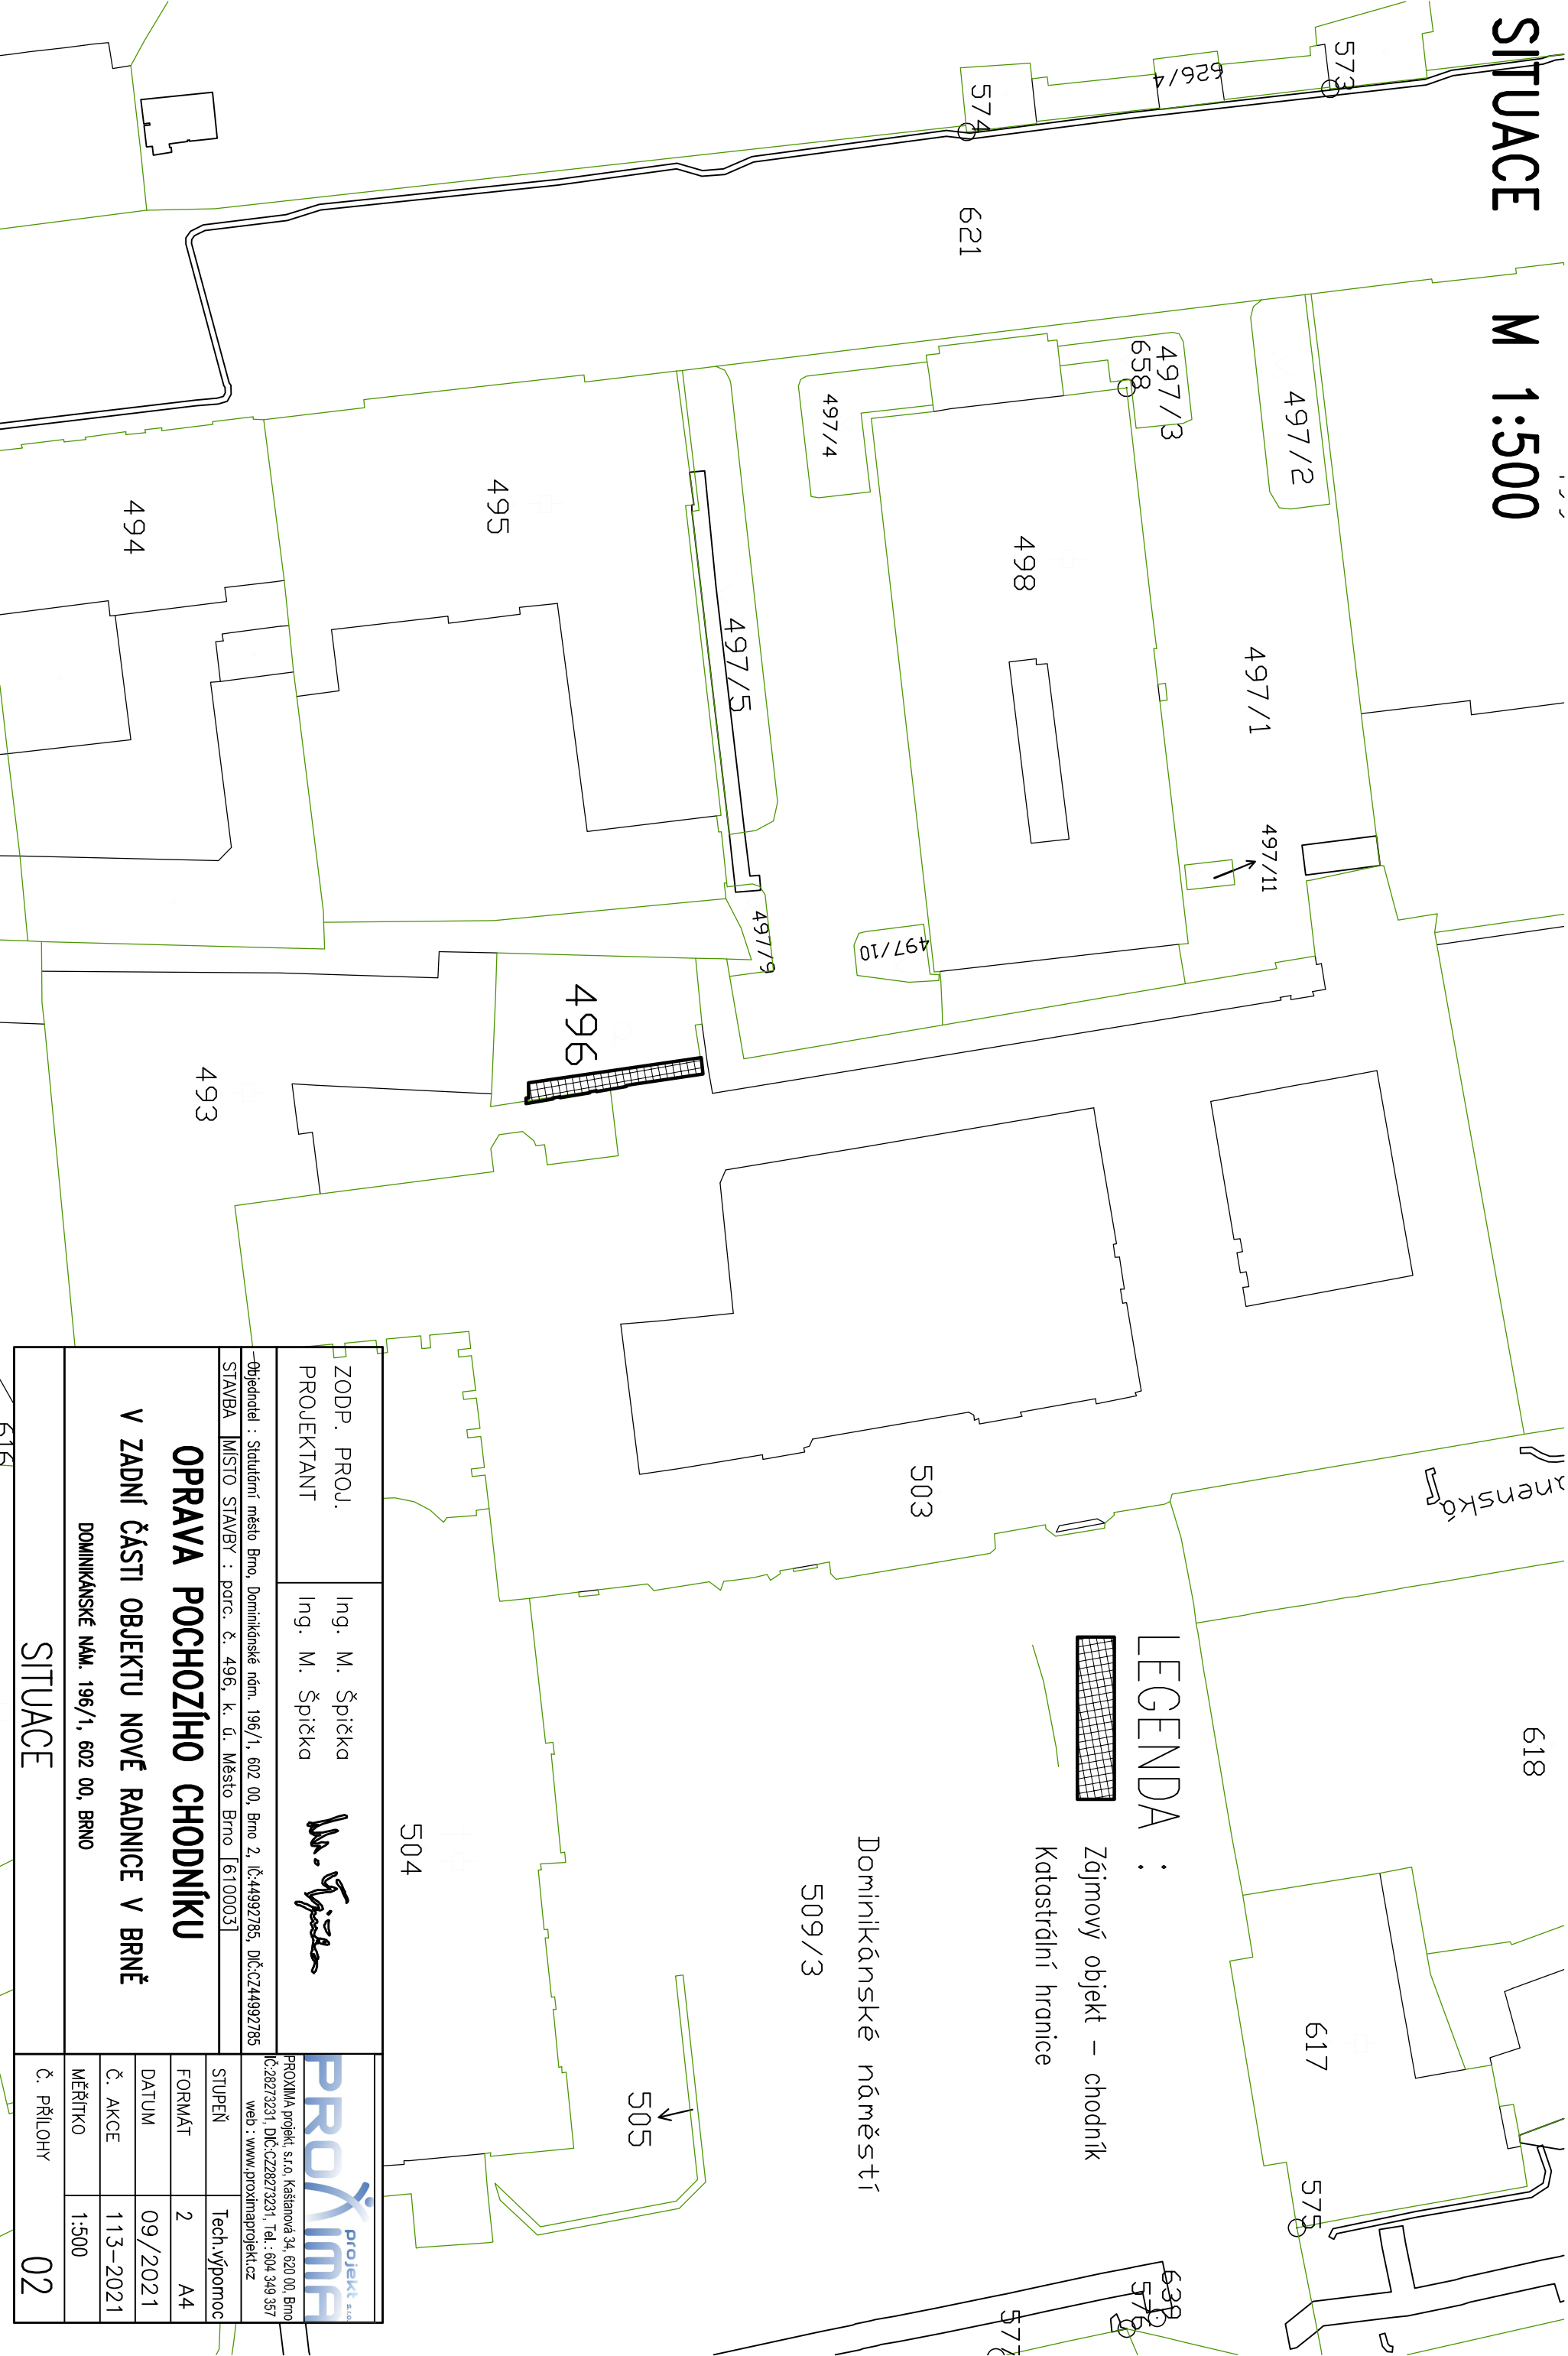 SITUACE M 1:500
573
626/4
574
621
497/2
497/3
658
497/4
498
495
494
497/5
497/1
497/11
497/9
497/10
496
493
503
618
LEGENDA :
Zájmový objekt – chodník
Katastrální hranice
Dominikánské náměstí
509/3
504
505
617
575
639
576
577
616
ZODP. PROJ. Ing. M. Špička
PROJEKTANT Ing. M. Špička
Objednatel : Statutární město Brno, Dominikánské nám. 196/1, 602 00, Brno 2, IČ:44992785, DIČ:CZ44992785
STAVBA MÍSTO STAVBY : parc. č. 496, k. ú. Město Brno [610003]
OPRAVA POCHOZÍHO CHODNÍKU
V ZADNÍ ČÁSTI OBJEKTU NOVÉ RADNICE V BRNĚ
DOMINIKÁNSKÉ NÁM. 196/1, 602 00, BRNO
SITUACE
PROXIMA projekt s.r.o.
PROXIMA projekt, s.r.o, Kaštanová 34, 620 00, Brno
IČ:28273231, DIČ:CZ28273231, Tel. : 604 349 357
web : www.proximaprojekt.cz
STUPEŇ Tech.výpomoc
FORMÁT 2 A4
DATUM 09/2021
Č. AKCE 113-2021
MĚŘÍTKO 1:500
Č. PŘÍLOHY 02